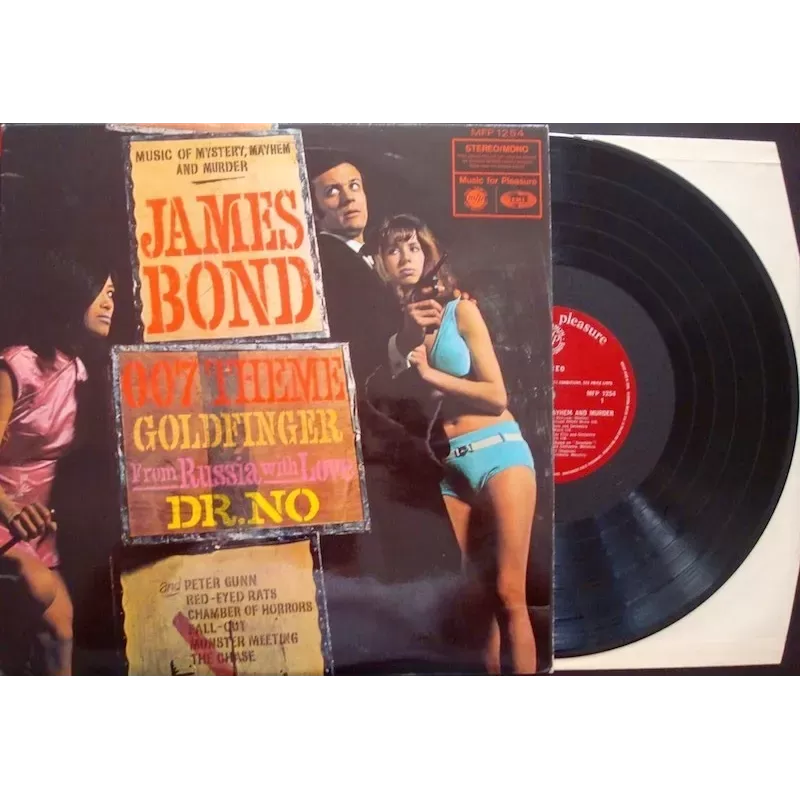 MUSIC OF MYSTERY, MAYHEM
AND MURDER
JAMES
BOND
007 THEME
GOLDFINGER
From Russia with Love
DR.NO
and PETER GUNN
RED-EYED RATS
CHAMBER OF HORRORS
FALL-OUT
MONSTER MEETING
THE CHASE
MFP 1254
STEREO/MONO
Music for Pleasure
mfp
EMI
pleasure
MFP 1254
1
MAYHEM AND MURDER